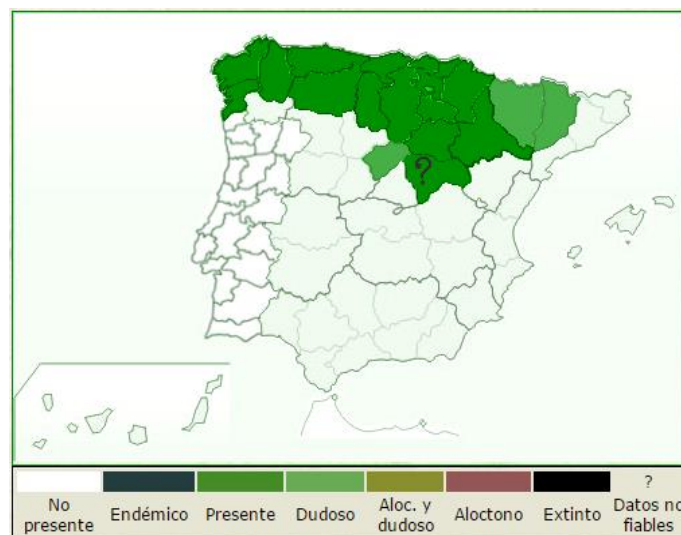 ?
?
No presente
Endémico
Presente
Dudoso
Aloc. y dudoso
Aloctono
Extinto
Datos no fiables